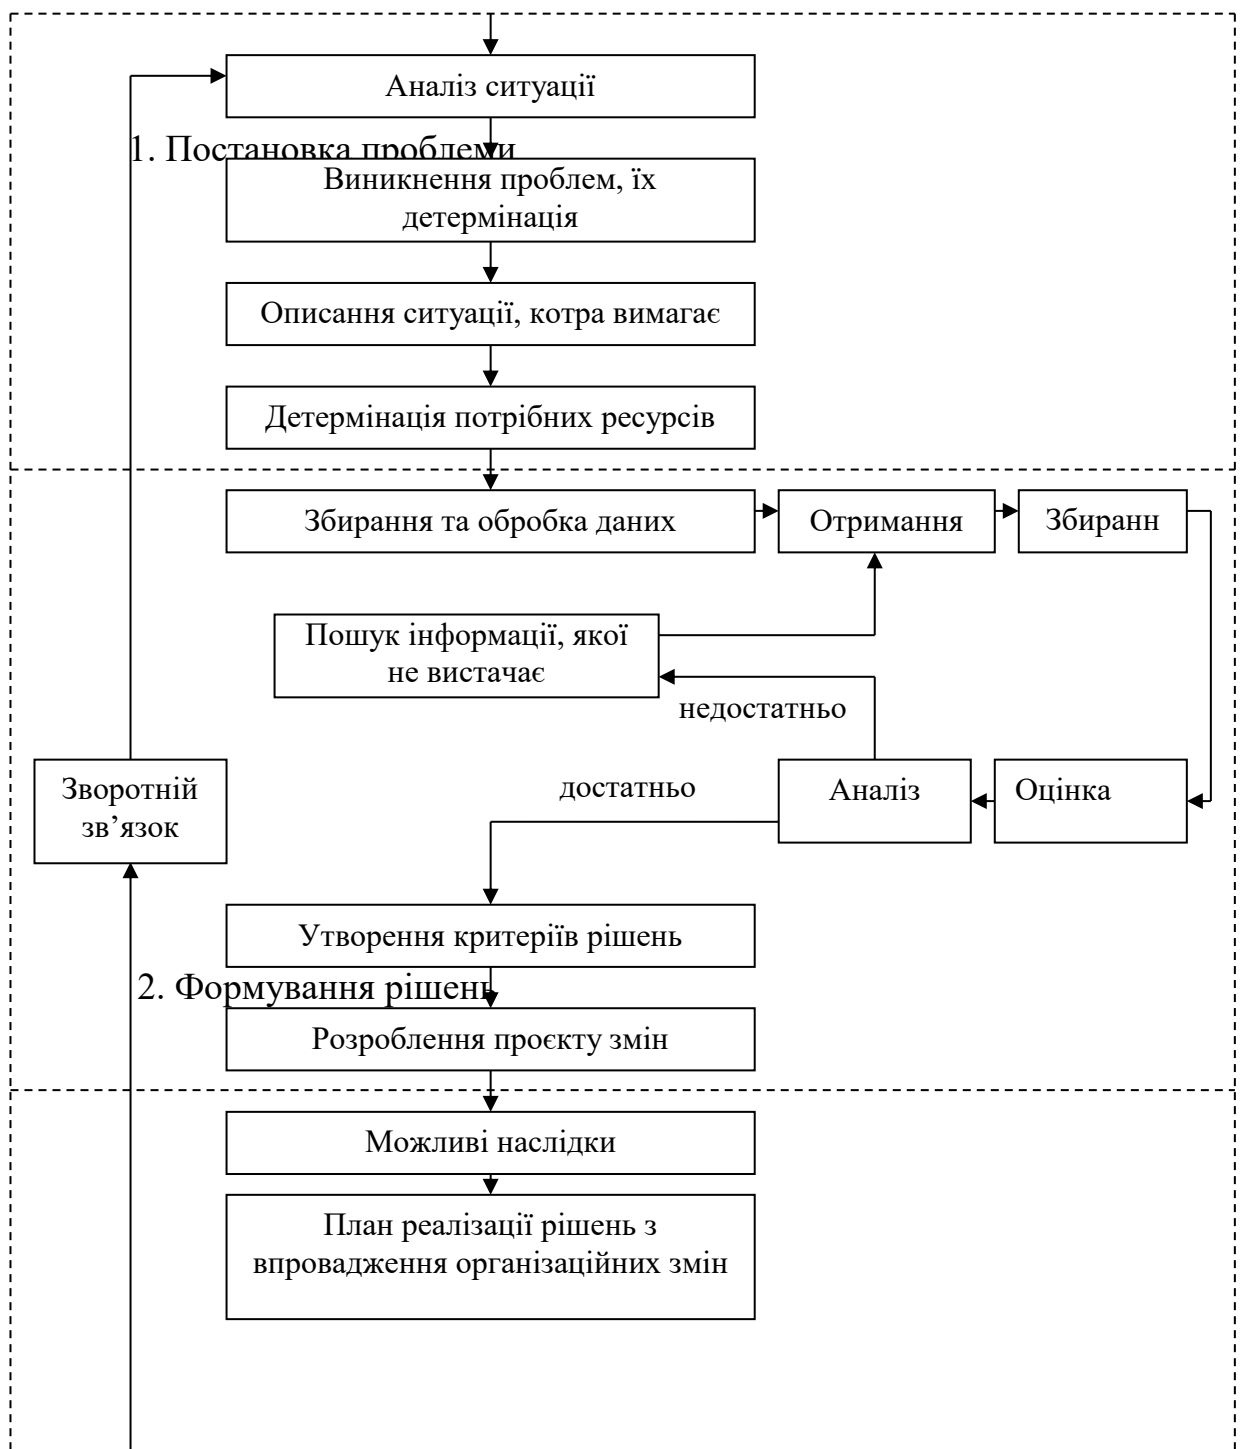 Аналіз ситуації
1. Постановка проблеми
Виникнення проблем, їх
детермінація
Описання ситуації, котра вимагає
Детермінація потрібних ресурсів
Збирання та обробка даних
Отримання
Збиранн
Пошук інформації, якої
не вистачає
недостатньо
Зворотній
зв’язок
достатньо
Аналіз
Оцінка
Утворення критеріїв рішень
2. Формування рішень
Розроблення проєкту змін
Можливі наслідки
План реалізації рішень з
впровадження організаційних змін